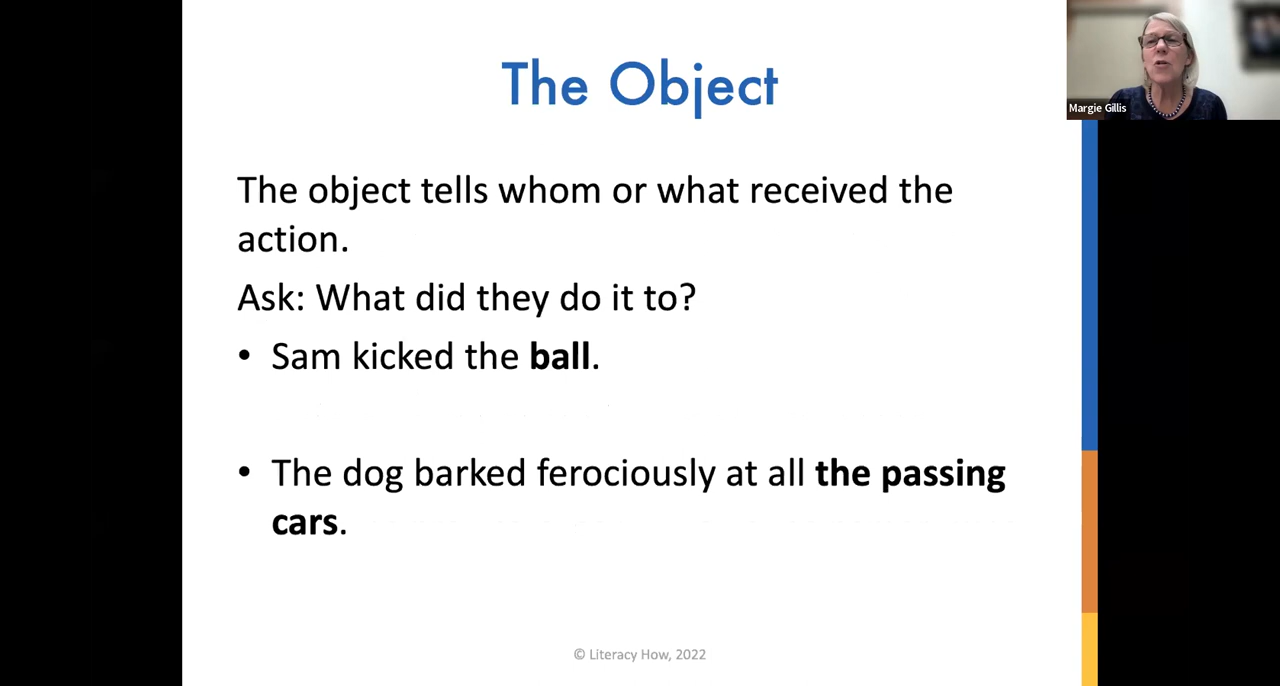 The Object
Margie Gillis
The object tells whom or what received the
action.
Ask: What did they do it to?
• Sam kicked the ball.
• The dog barked ferociously at all the passing
cars.
© Literacy How, 2022